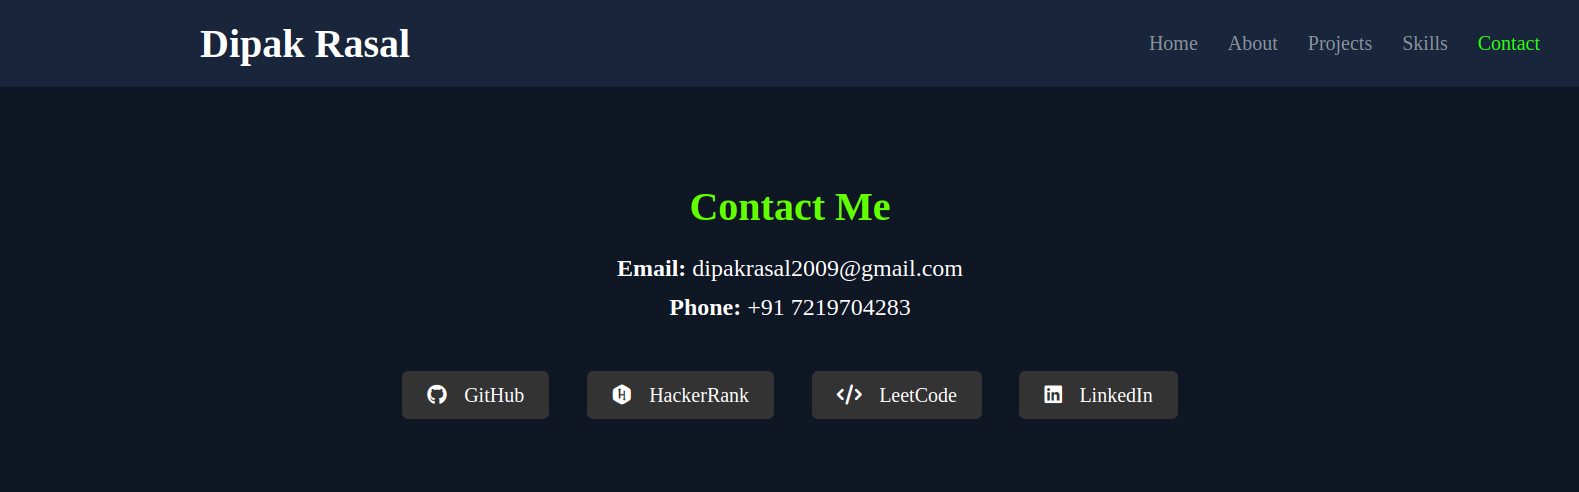 Dipak Rasal
Home About Projects Skills Contact
Contact Me
Email: dipakrasal2009@gmail.com
Phone: +91 7219704283
GitHub HackerRank LeetCode LinkedIn